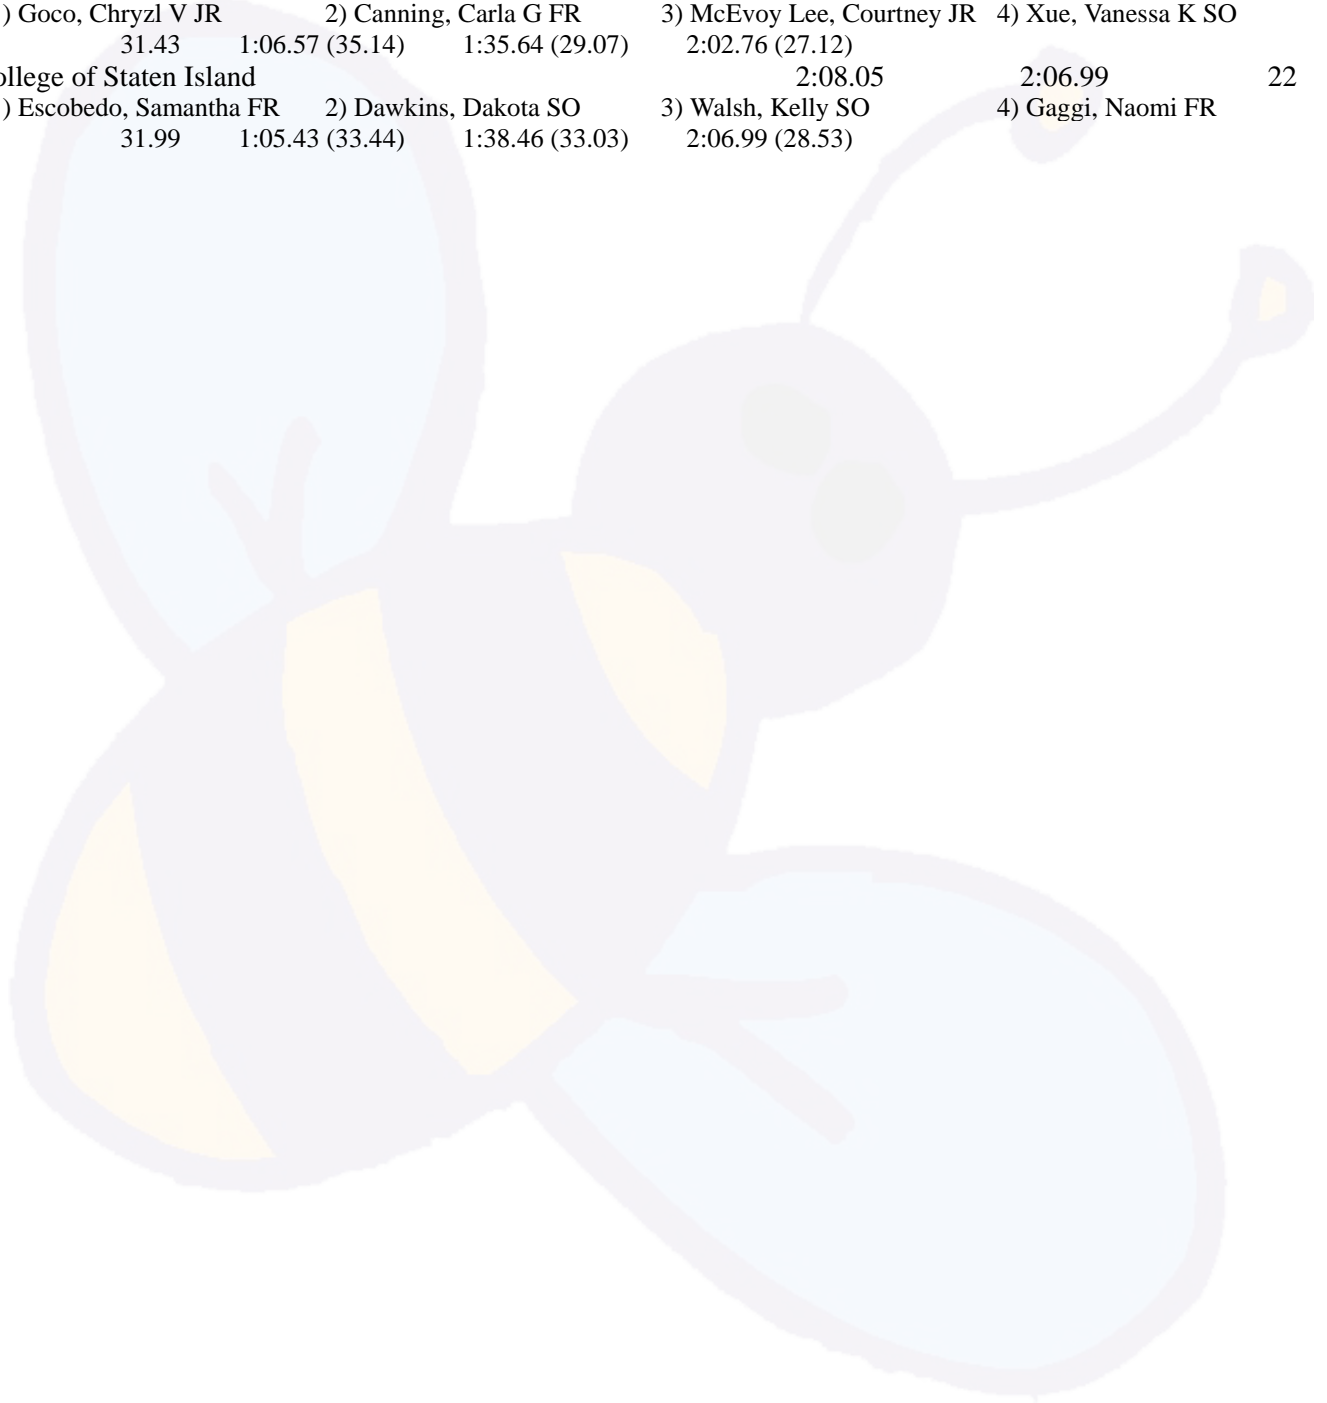 ) Goco, Chryzl V JR 2) Canning, Carla G FR 3) McEvoy Lee, Courtney JR 4) Xue, Vanessa K SO
31.43 1:06.57 (35.14) 1:35.64 (29.07) 2:02.76 (27.12)
ollege of Staten Island 2:08.05 2:06.99 22
) Escobedo, Samantha FR 2) Dawkins, Dakota SO 3) Walsh, Kelly SO 4) Gaggi, Naomi FR
31.99 1:05.43 (33.44) 1:38.46 (33.03) 2:06.99 (28.53)